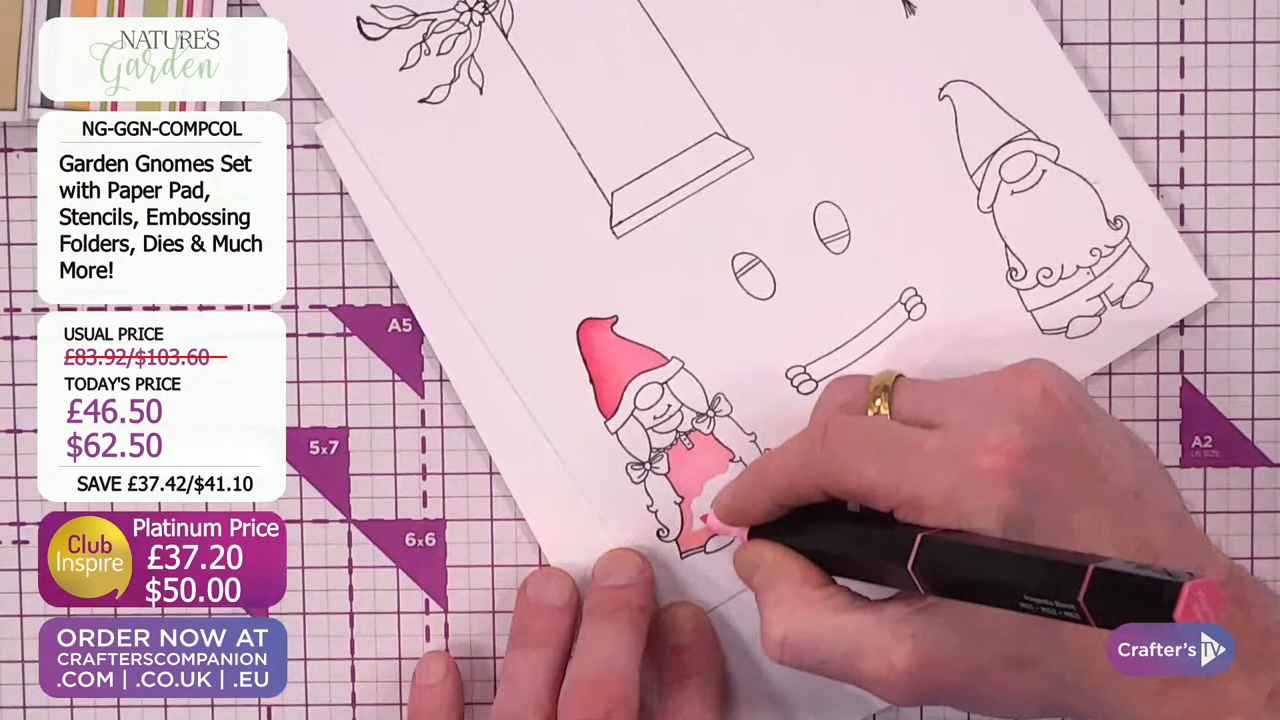 NATURE'S
Garden
NG-GGN-COMPCOL
Garden Gnomes Set
with Paper Pad,
Stencils, Embossing
Folders, Dies & Much
More!
USUAL PRICE
£83.92/$103.60
TODAY'S PRICE
£46.50
$62.50
SAVE £37.42/$41.10
Club
Inspire
Platinum Price
£37.20
$50.00
ORDER NOW AT
CRAFTERSCOMPANION
.COM | .CO.UK | .EU
A5
5x7
6x6
A2
US SIZE
Crafter's TV